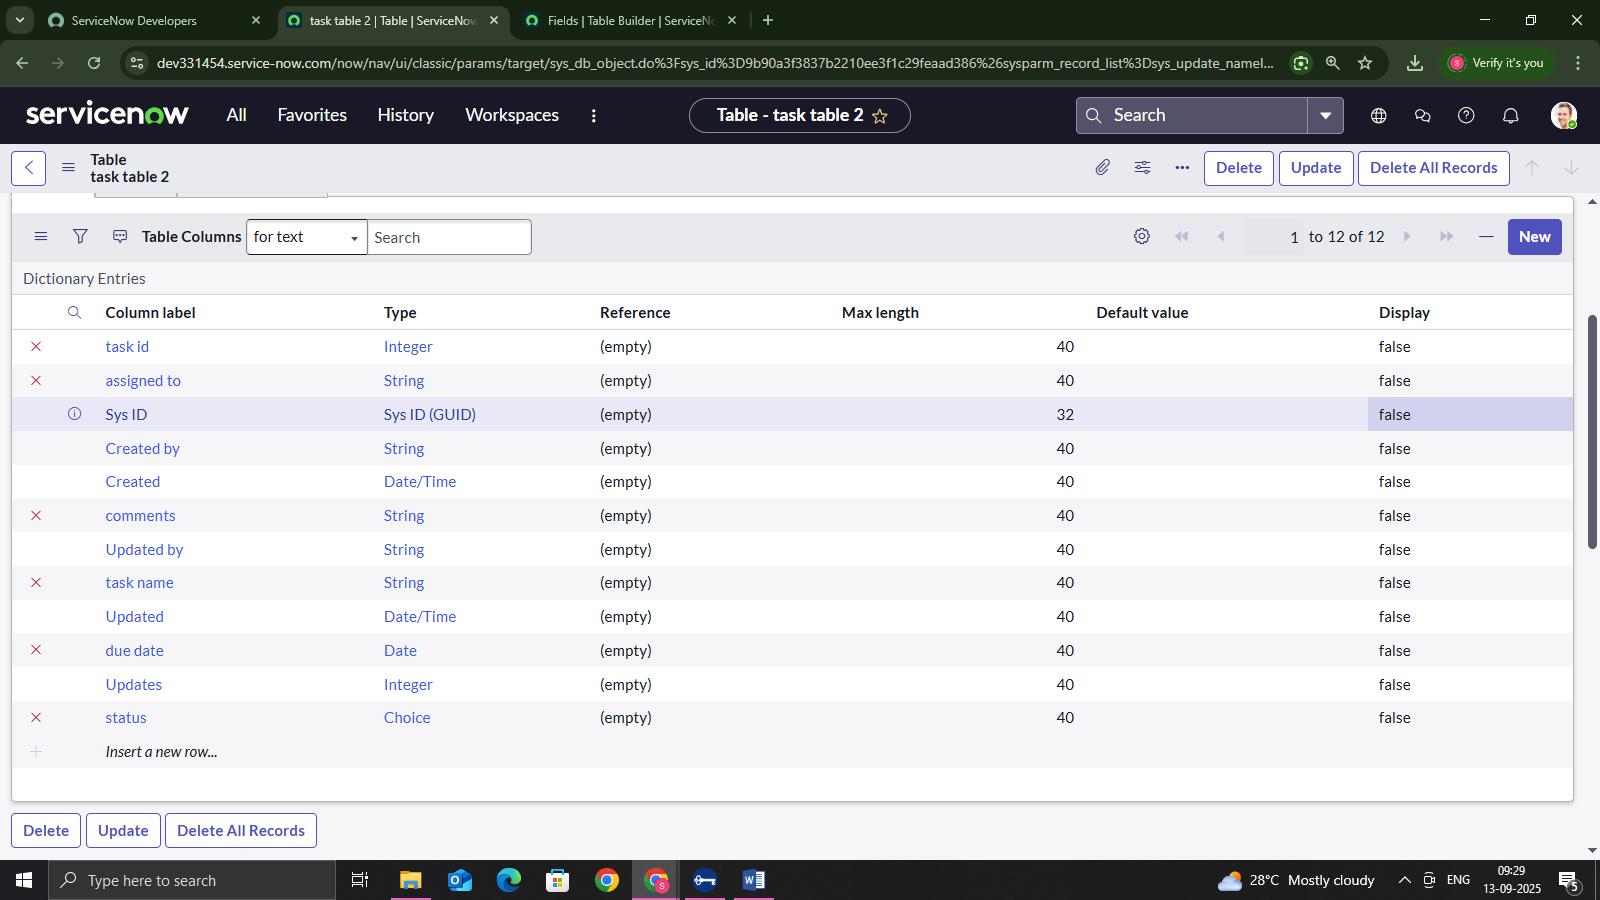 ServiceNow Developers
task table 2 | Table | ServiceNow
Fields | Table Builder | ServiceN
dev331454.service-now.com/now/nav/ui/classic/params/target/sys_db_object.do%3Fsys_id%3D9b90a3f3837b2210ee3f1c29feaad386%26sysparm_record_list%3Dsys_update_namel...
Verify it's you
servicenow All Favorites History Workspaces
Table - task table 2
Search
Table
task table 2
Delete Update Delete All Records
Table Columns for text Search 1 to 12 of 12 New
Dictionary Entries
Column label Type Reference Max length Default value Display
task id Integer (empty) 40 false
assigned to String (empty) 40 false
Sys ID Sys ID (GUID) (empty) 32 false
Created by String (empty) 40 false
Created Date/Time (empty) 40 false
comments String (empty) 40 false
Updated by String (empty) 40 false
task name String (empty) 40 false
Updated Date/Time (empty) 40 false
due date Date (empty) 40 false
Updates Integer (empty) 40 false
status Choice (empty) 40 false
Insert a new row...
Delete Update Delete All Records
Type here to search
28°C Mostly cloudy
ENG
09:29
13-09-2025
5